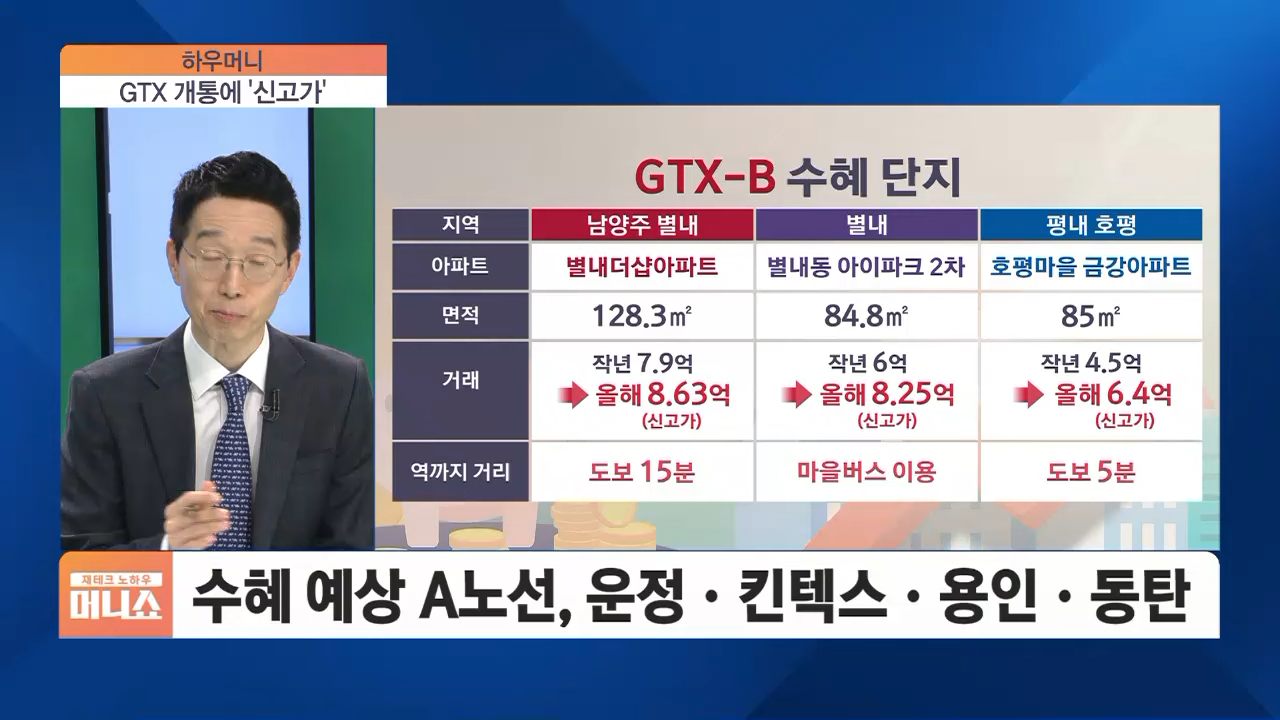 하우머니
GTX 개통에 '신고가'
GTX-B 수혜 단지
지역 남양주 별내 별내 평내 호평
아파트 별내더샵아파트 별내동 아이파크 2차 호평마을 금강아파트
면적 128.3㎡ 84.8㎡ 85㎡
거래 작년 7.9억 ➡ 올해 8.63억 (신고가) 작년 6억 ➡ 올해 8.25억 (신고가) 작년 4.5억 ➡ 올해 6.4억 (신고가)
역까지 거리 도보 15분 마을버스 이용 도보 5분
재테크 노하우
머니쇼
수혜 예상 A노선, 운정·킨텍스·용인·동탄